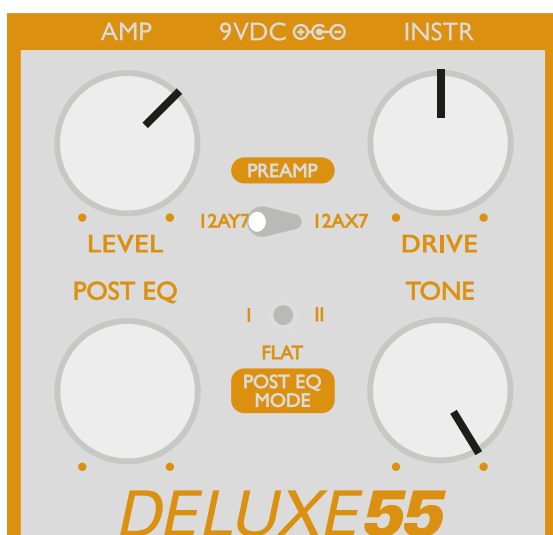 AMP 9VDC INSTR
PREAMP
12AY7 12AX7
LEVEL DRIVE
POST EQ TONE
I II
FLAT
POST EQ
MODE
DELUXE55